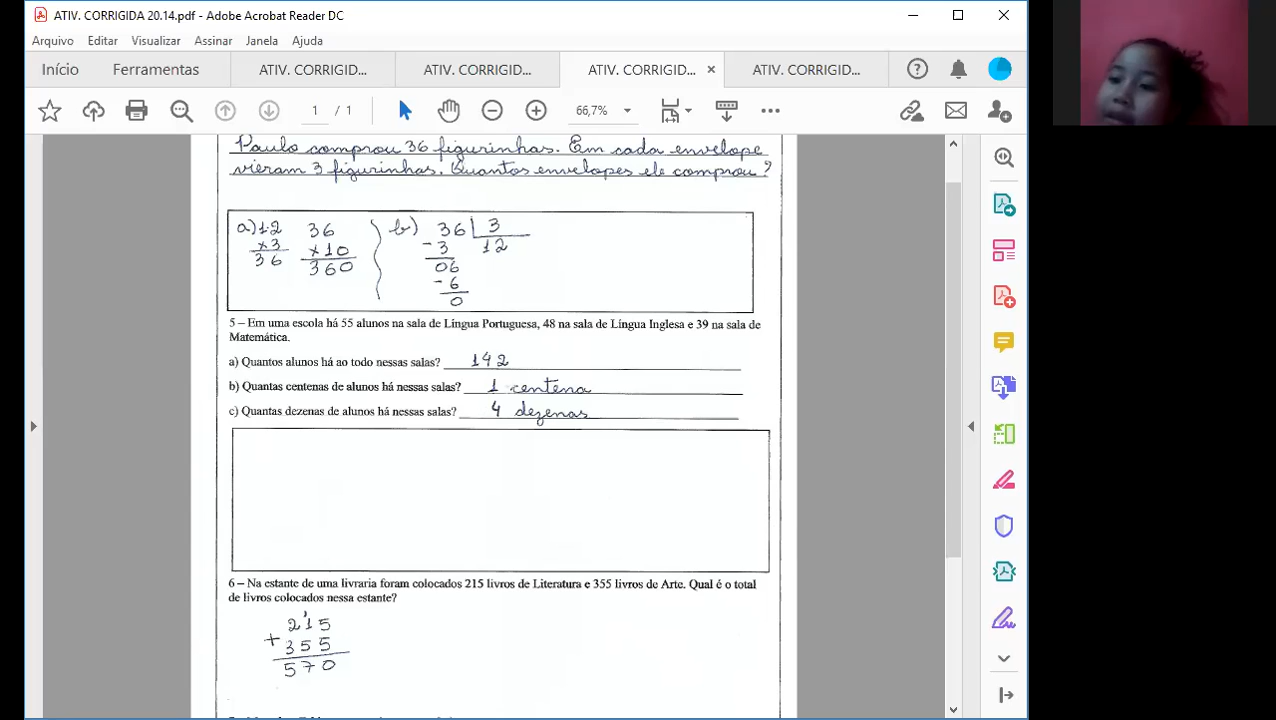 ATIV. CORRIGIDA 20.14.pdf - Adobe Acrobat Reader DC
Arquivo Editar Visualizar Assinar Janela Ajuda
Início Ferramentas ATIV. CORRIGID... ATIV. CORRIGID... ATIV. CORRIGID... ATIV. CORRIGID...
1 / 1 66,7%
Paulo comprou 36 figurinhas. Em cada envelope
vieram 3 figurinhas. Quantos envelopes ele comprou?
a) 12 36 b) 36 3
x 3 x 10 - 3 12
36 360 06
- 6
0
5 – Em uma escola há 55 alunos na sala de Língua Portuguesa, 48 na sala de Língua Inglesa e 39 na sala de
Matemática.
a) Quantos alunos há ao todo nessas salas? 142
b) Quantas centenas de alunos há nessas salas? 1 centena
c) Quantas dezenas de alunos há nessas salas? 4 dezenas
6 – Na estante de uma livraria foram colocados 215 livros de Literatura e 355 livros de Arte. Qual é o total
de livros colocados nessa estante?
215
+ 355
570